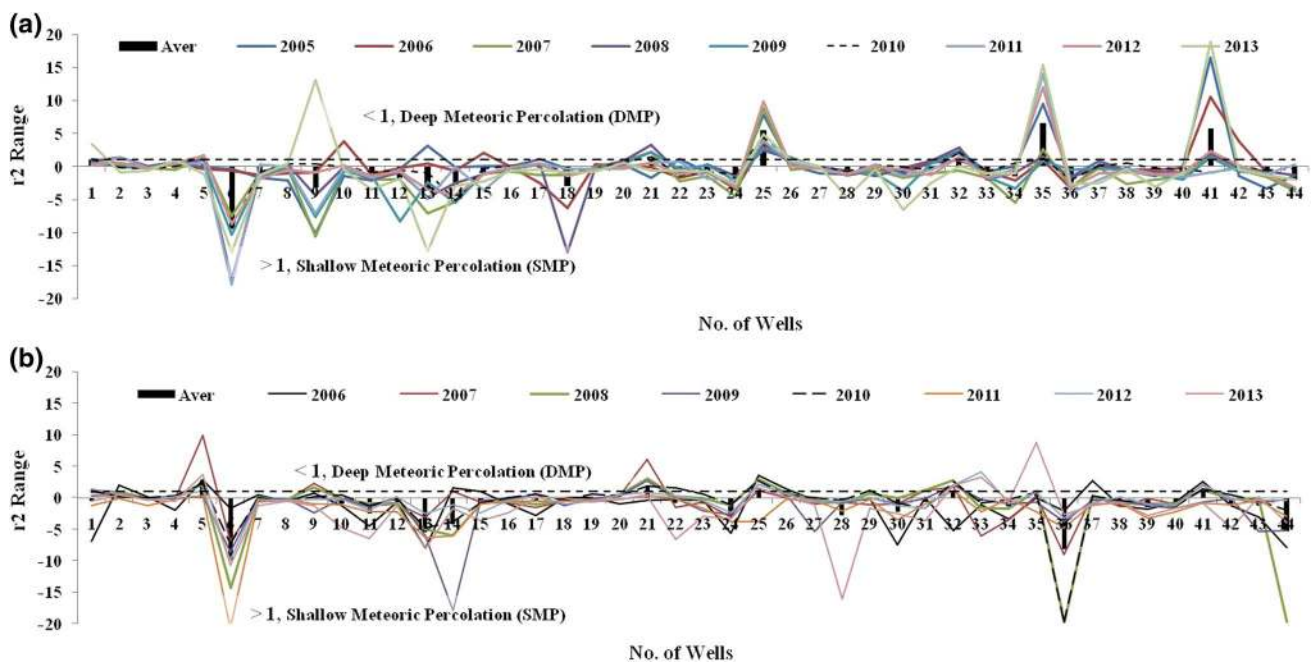 (a)
20
15
10
5
0
-5
-10
-15
-20
r2 Range
Aver 2005 2006 2007 2008 2009 2010 2011 2012 2013
< 1, Deep Meteoric Percolation (DMP)
1 2 3 4 5 6 7 8 9 10 11 12 13 14 15 16 17 18 19 20 21 22 23 24 25 26 27 28 29 30 31 32 33 34 35 36 37 38 39 40 41 42 43 44
> 1, Shallow Meteoric Percolation (SMP)
No. of Wells
(b)
20
15
10
5
0
-5
-10
-15
-20
r2 Range
Aver 2006 2007 2008 2009 2010 2011 2012 2013
< 1, Deep Meteoric Percolation (DMP)
1 2 3 4 5 6 7 8 9 10 11 12 13 14 15 16 17 18 19 20 21 22 23 24 25 26 27 28 29 30 31 32 33 34 35 36 37 38 39 40 41 42 43 44
> 1, Shallow Meteoric Percolation (SMP)
No. of Wells